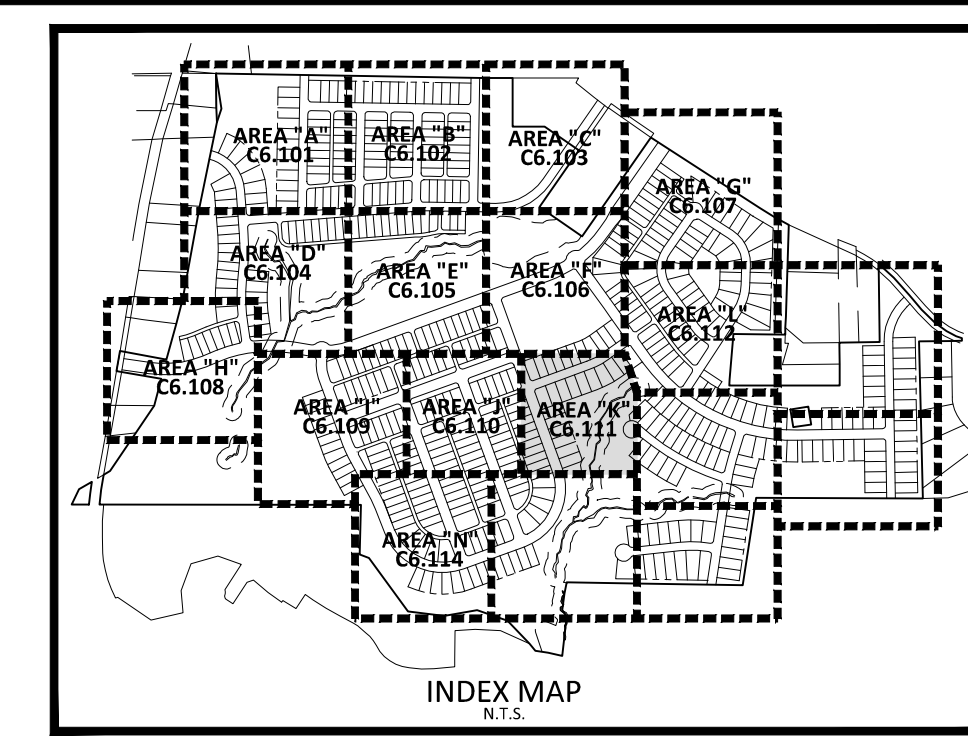 AREA "A"
C6.101
AREA "B"
C6.102
AREA "C"
C6.103
AREA "G"
C6.107
AREA "D"
C6.104
AREA "E"
C6.105
AREA "F"
C6.106
AREA "L"
C6.112
AREA "H"
C6.108
AREA "I"
C6.109
AREA "J"
C6.110
AREA "K"
C6.111
AREA "N"
C6.114
INDEX MAP
N.T.S.